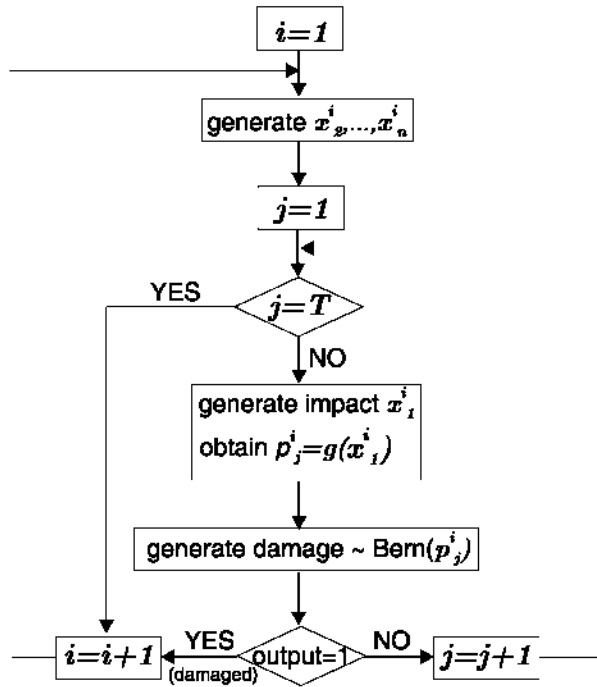 i=1
generate x^i_2,...,x^i_n
j=1
YES
j=T
NO
generate impact x^i_1
obtain p^i_j=g(x^i_1)
generate damage ~ Bern(p^i_j)
i=i+1
YES
(damaged)
output=1
NO
j=j+1